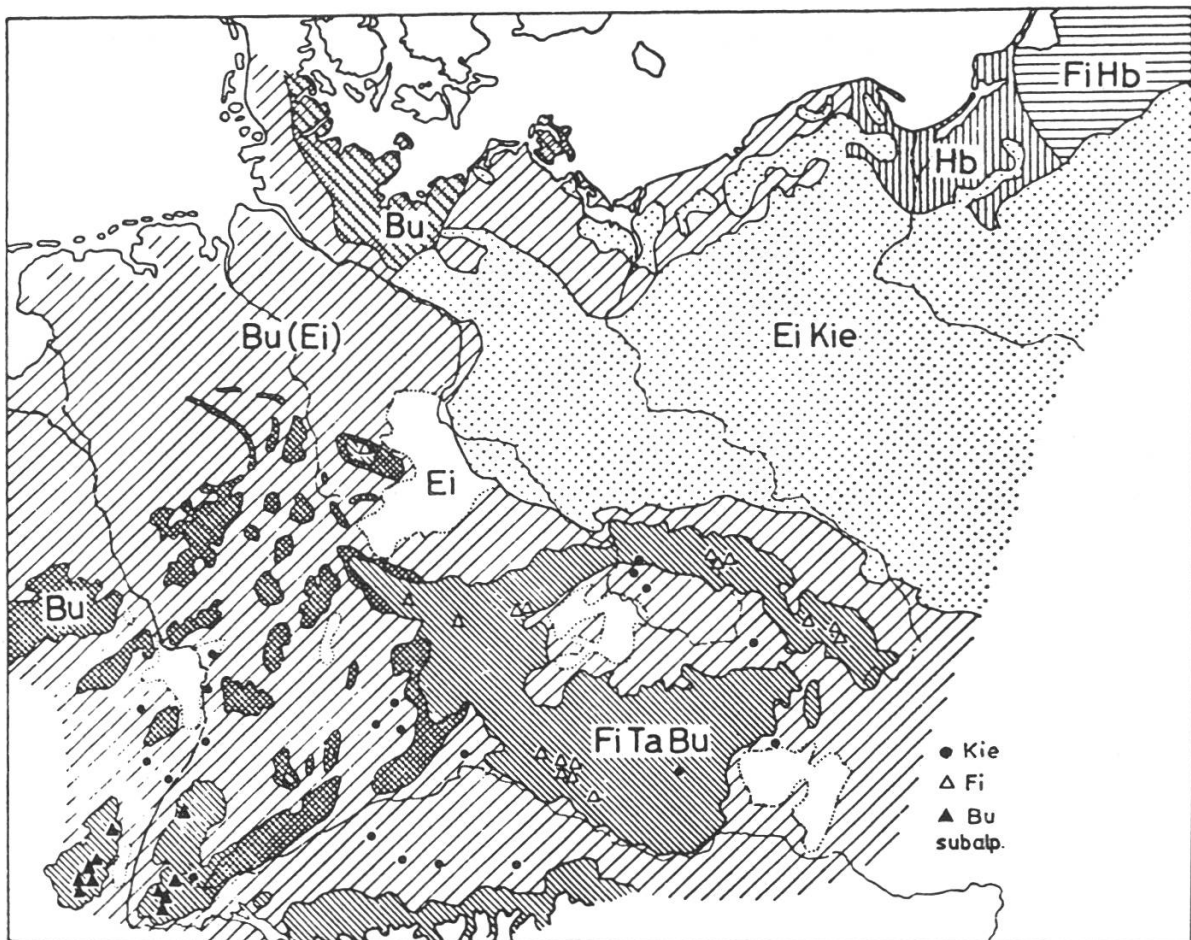 Fi Hb
Hb
Bu
Bu (Ei)
Ei Kie
Ei
Bu
Fi Ta Bu
Kie
Fi
Bu
subalp.